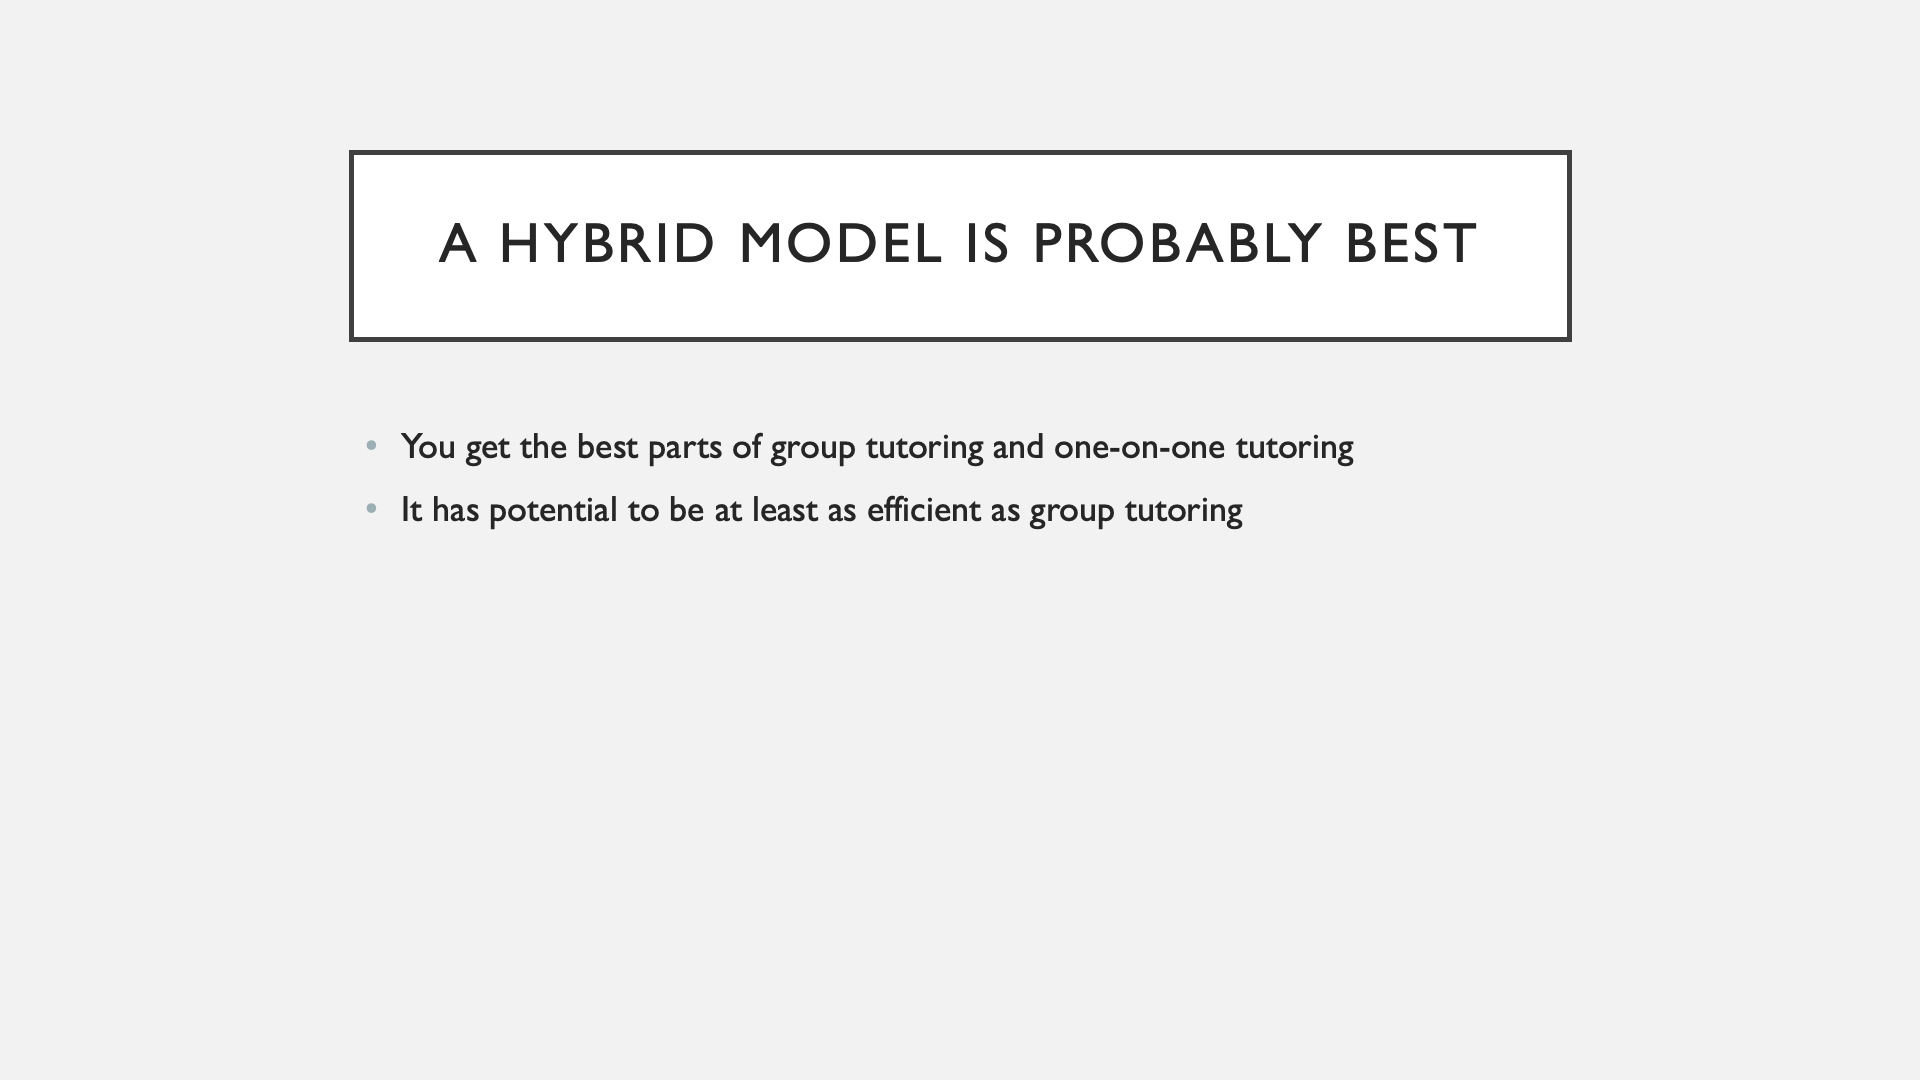 A HYBRID MODEL IS PROBABLY BEST
• You get the best parts of group tutoring and one-on-one tutoring
• It has potential to be at least as efficient as group tutoring